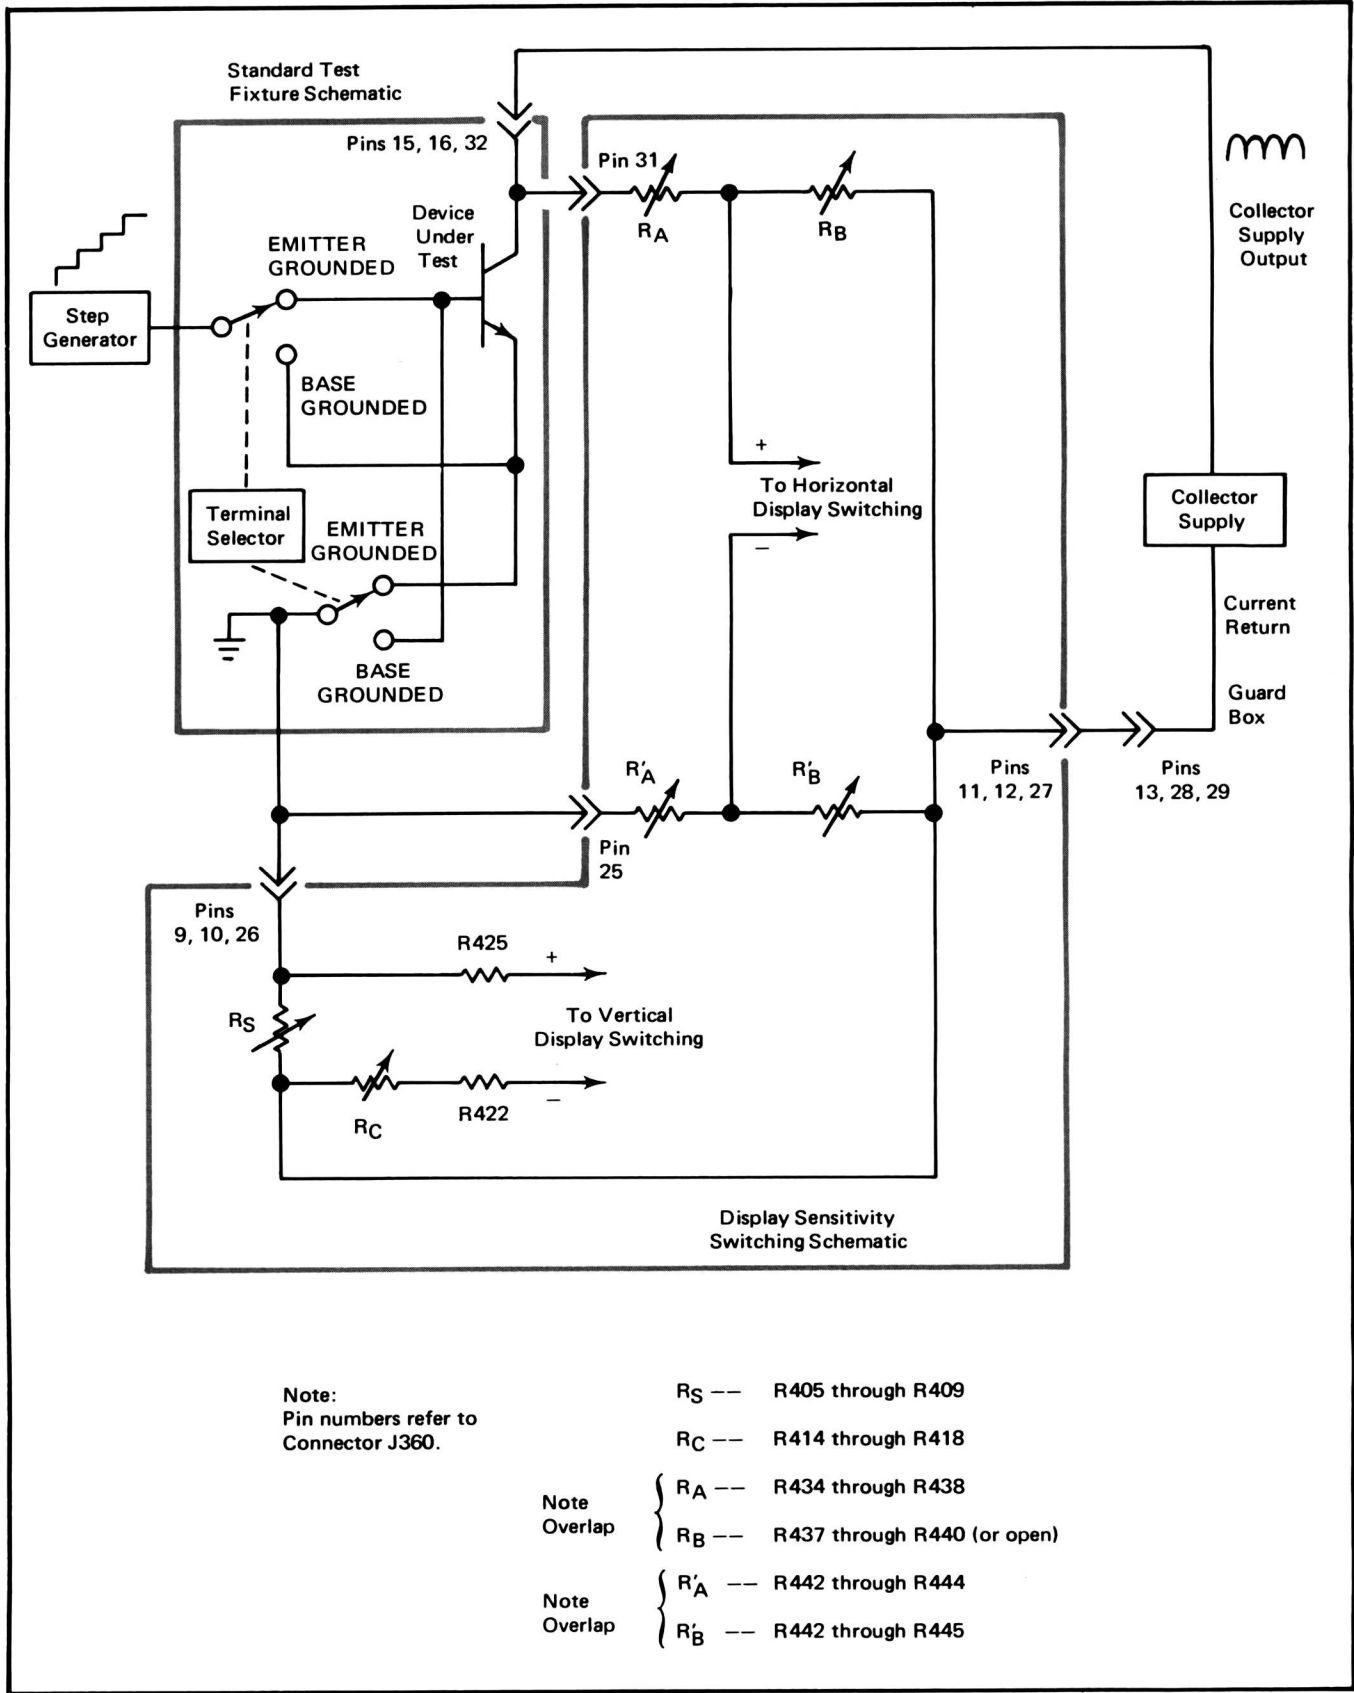 Standard Test
Fixture Schematic
Pins 15, 16, 32
Pin 31
RA
RB
Collector
Supply
Output
Device
Under
Test
EMITTER
GROUNDED
Step
Generator
BASE
GROUNDED
+
To Horizontal
Display Switching
−
Terminal
Selector
EMITTER
GROUNDED
BASE
GROUNDED
Collector
Supply
Current
Return
Guard
Box
R'A
R'B
Pins
11, 12, 27
Pins
13, 28, 29
Pin
25
Pins
9, 10, 26
R425
+
RS
To Vertical
Display Switching
RC
R422
−
Display Sensitivity
Switching Schematic
Note:
Pin numbers refer to
Connector J360.
RS −− R405 through R409
RC −− R414 through R418
Note
Overlap
RA −− R434 through R438
RB −− R437 through R440 (or open)
Note
Overlap
R'A −− R442 through R444
R'B −− R442 through R445